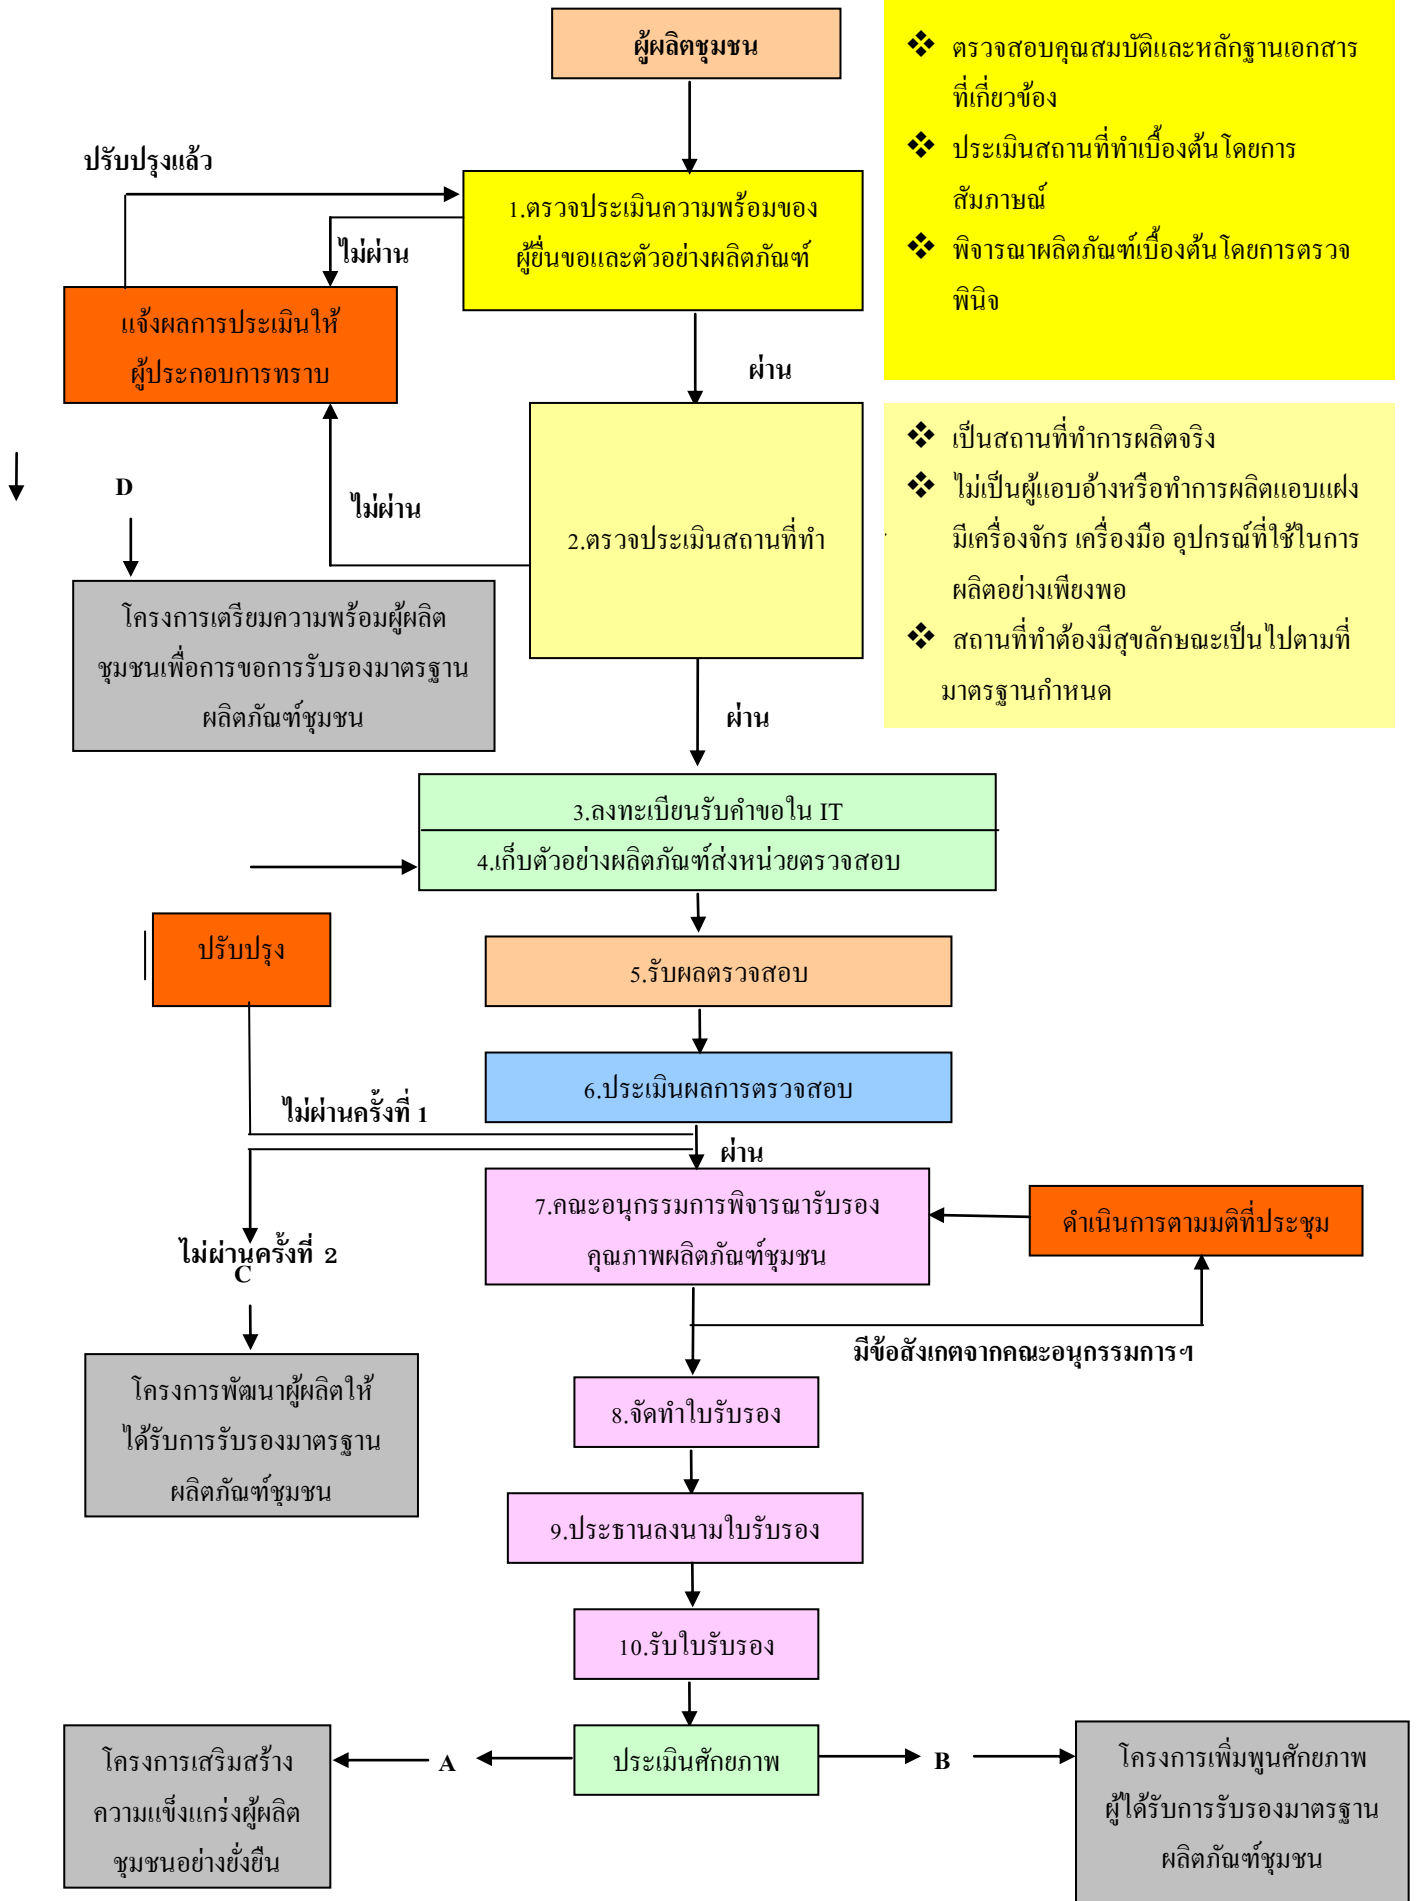 ผู้ผลิตชุมชน
❖ ตรวจสอบคุณสมบัติและหลักฐานเอกสาร
ที่เกี่ยวข้อง
❖ ประเมินสถานที่ทำเบื้องต้นโดยการ
สัมภาษณ์
❖ พิจารณาผลิตภัณฑ์เบื้องต้นโดยการตรวจ
พินิจ
ปรับปรุงแล้ว
1.ตรวจประเมินความพร้อมของ
ผู้ยื่นขอและตัวอย่างผลิตภัณฑ์
ไม่ผ่าน
แจ้งผลการประเมินให้
ผู้ประกอบการทราบ
ผ่าน
❖ เป็นสถานที่ทำการผลิตจริง
❖ ไม่เป็นผู้แอบอ้างหรือทำการผลิตแอบแฝง
มีเครื่องจักร เครื่องมือ อุปกรณ์ที่ใช้ในการ
ผลิตอย่างเพียงพอ
❖ สถานที่ทำต้องมีสุขลักษณะเป็นไปตามที่
มาตรฐานกำหนด
D
ไม่ผ่าน
2.ตรวจประเมินสถานที่ทำ
โครงการเตรียมความพร้อมผู้ผลิต
ชุมชนเพื่อการขอการรับรองมาตรฐาน
ผลิตภัณฑ์ชุมชน
ผ่าน
3.ลงทะเบียนรับคำขอใน IT
4.เก็บตัวอย่างผลิตภัณฑ์ส่งหน่วยตรวจสอบ
ปรับปรุง
5.รับผลตรวจสอบ
6.ประเมินผลการตรวจสอบ
ไม่ผ่านครั้งที่ 1
ผ่าน
7.คณะอนุกรรมการพิจารณารับรอง
คุณภาพผลิตภัณฑ์ชุมชน
ดำเนินการตามมติที่ประชุม
ไม่ผ่านครั้งที่ 2
C
มีข้อสังเกตจากคณะอนุกรรมการฯ
โครงการพัฒนาผู้ผลิตให้
ได้รับการรับรองมาตรฐาน
ผลิตภัณฑ์ชุมชน
8.จัดทำใบรับรอง
9.ประธานลงนามใบรับรอง
10.รับใบรับรอง
โครงการเสริมสร้าง
ความแข็งแกร่งผู้ผลิต
ชุมชนอย่างยั่งยืน
A
ประเมินศักยภาพ
B
โครงการเพิ่มพูนศักยภาพ
ผู้ได้รับการรับรองมาตรฐาน
ผลิตภัณฑ์ชุมชน